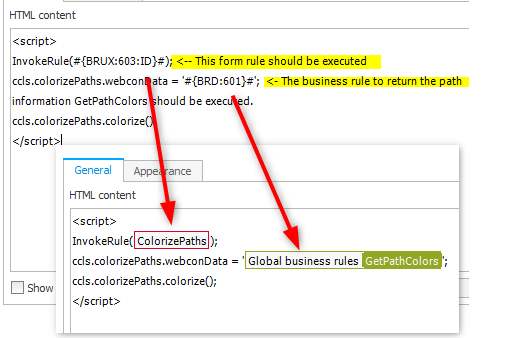 HTML content
<script>
InvokeRule(#{BRUX:603:ID}#); <-- This form rule should be executed
ccls.colorizePaths.webconData = '#{BRD:601}#'; <- The business rule to return the path
information GetPathColors should be executed.
ccls.colorizePaths.colorize()
</script>
General Appearance
HTML content
<script>
InvokeRule( ColorizePaths );
ccls.colorizePaths.webconData = ' Global business rules GetPathColors ';
ccls.colorizePaths.colorize();
</script>
Show